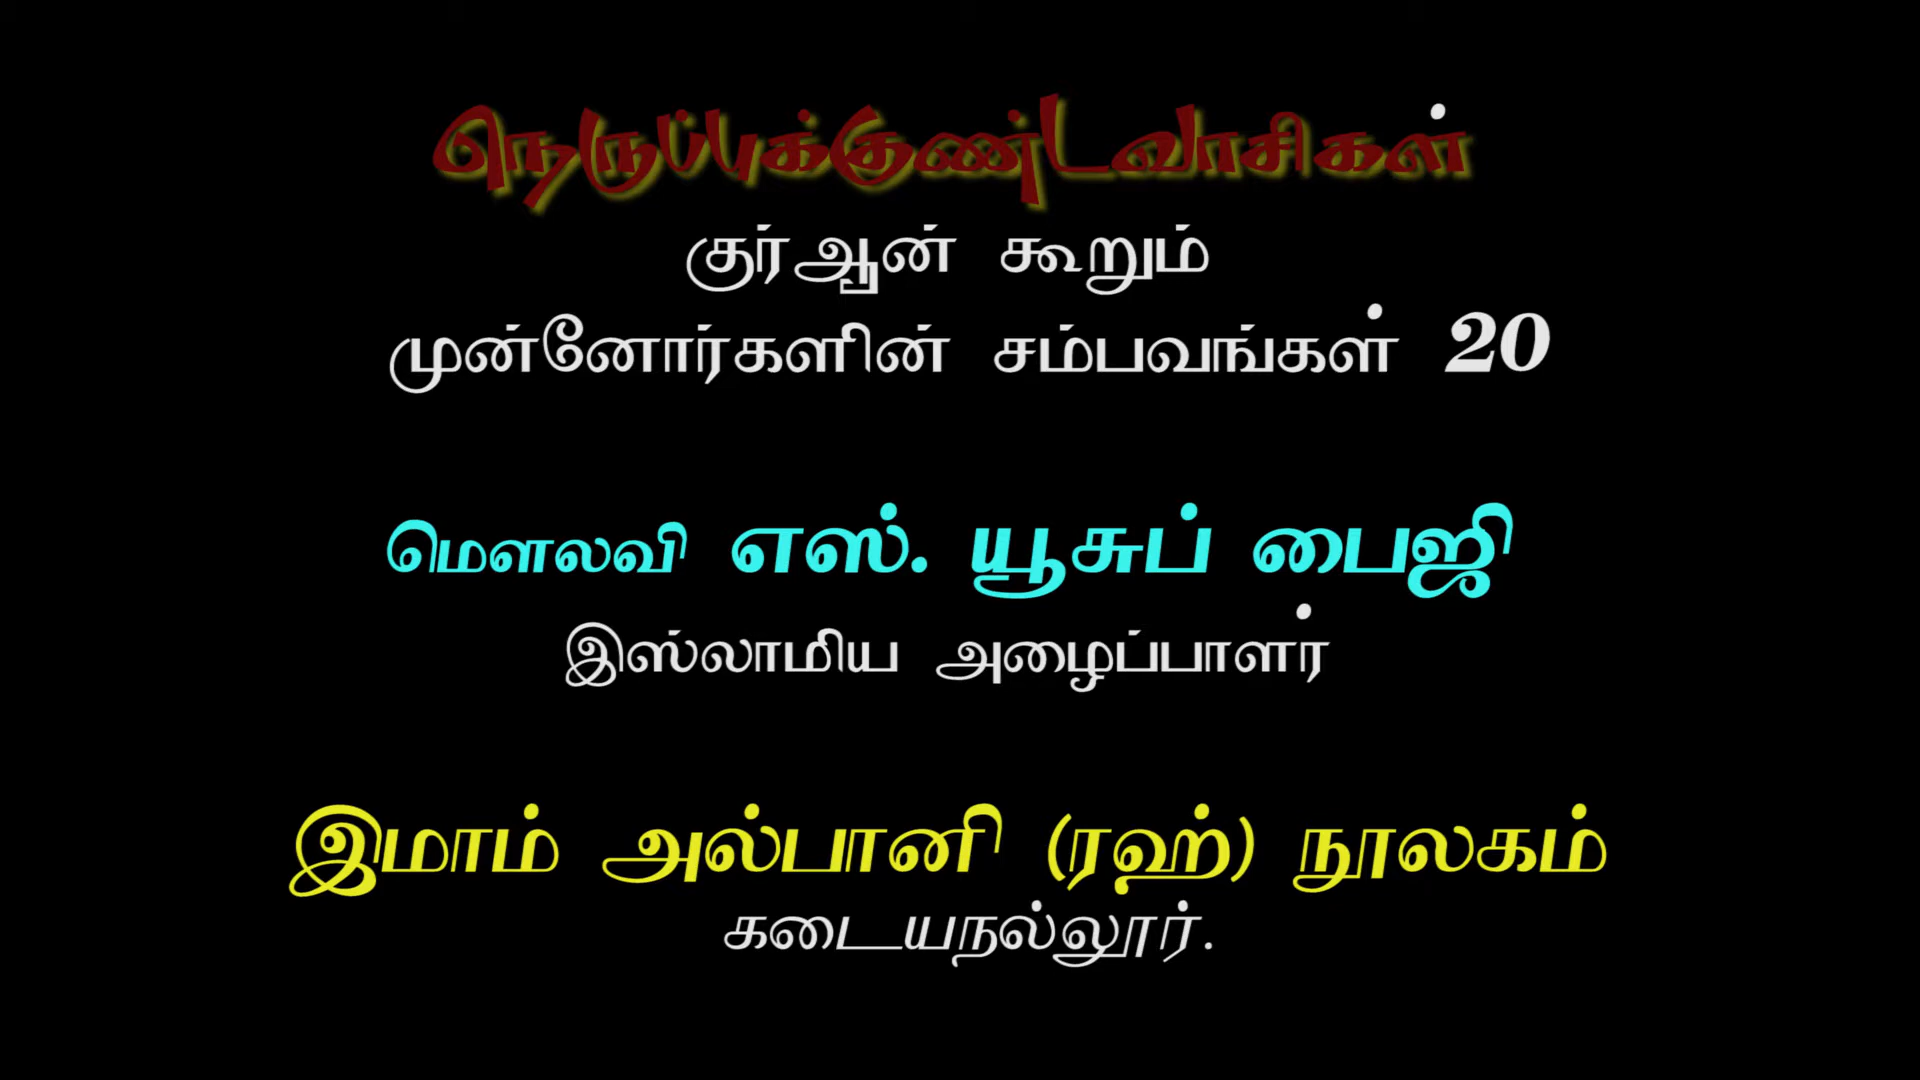 நெருப்புக்குண்டவாசிகள்
குர்ஆன் கூறும்
முன்னோர்களின் சம்பவங்கள் 20
மௌலவி எஸ். யூசுப் பைஜி
இஸ்லாமிய அழைப்பாளர்
இமாம் அல்பானி (ரஹ்) நூலகம்
கடையநல்லூர்.